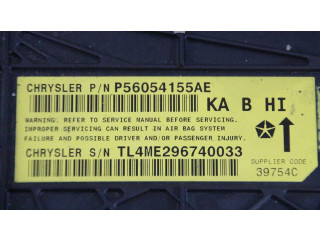 CHRYSLER P/N P56054155AE
KA B HI
WARNING: REFER TO SERVICE MANUAL BEFORE SERVICING.
IMPROPER SERVICING CAN RESULT IN AIR BAG SYSTEM
FAILURE AND POSSIBLE DRIVER AND/OR PASSENGER INJURY.
CHRYSLER S/N TL4ME296740033
SUPPLIER CODE
39754C